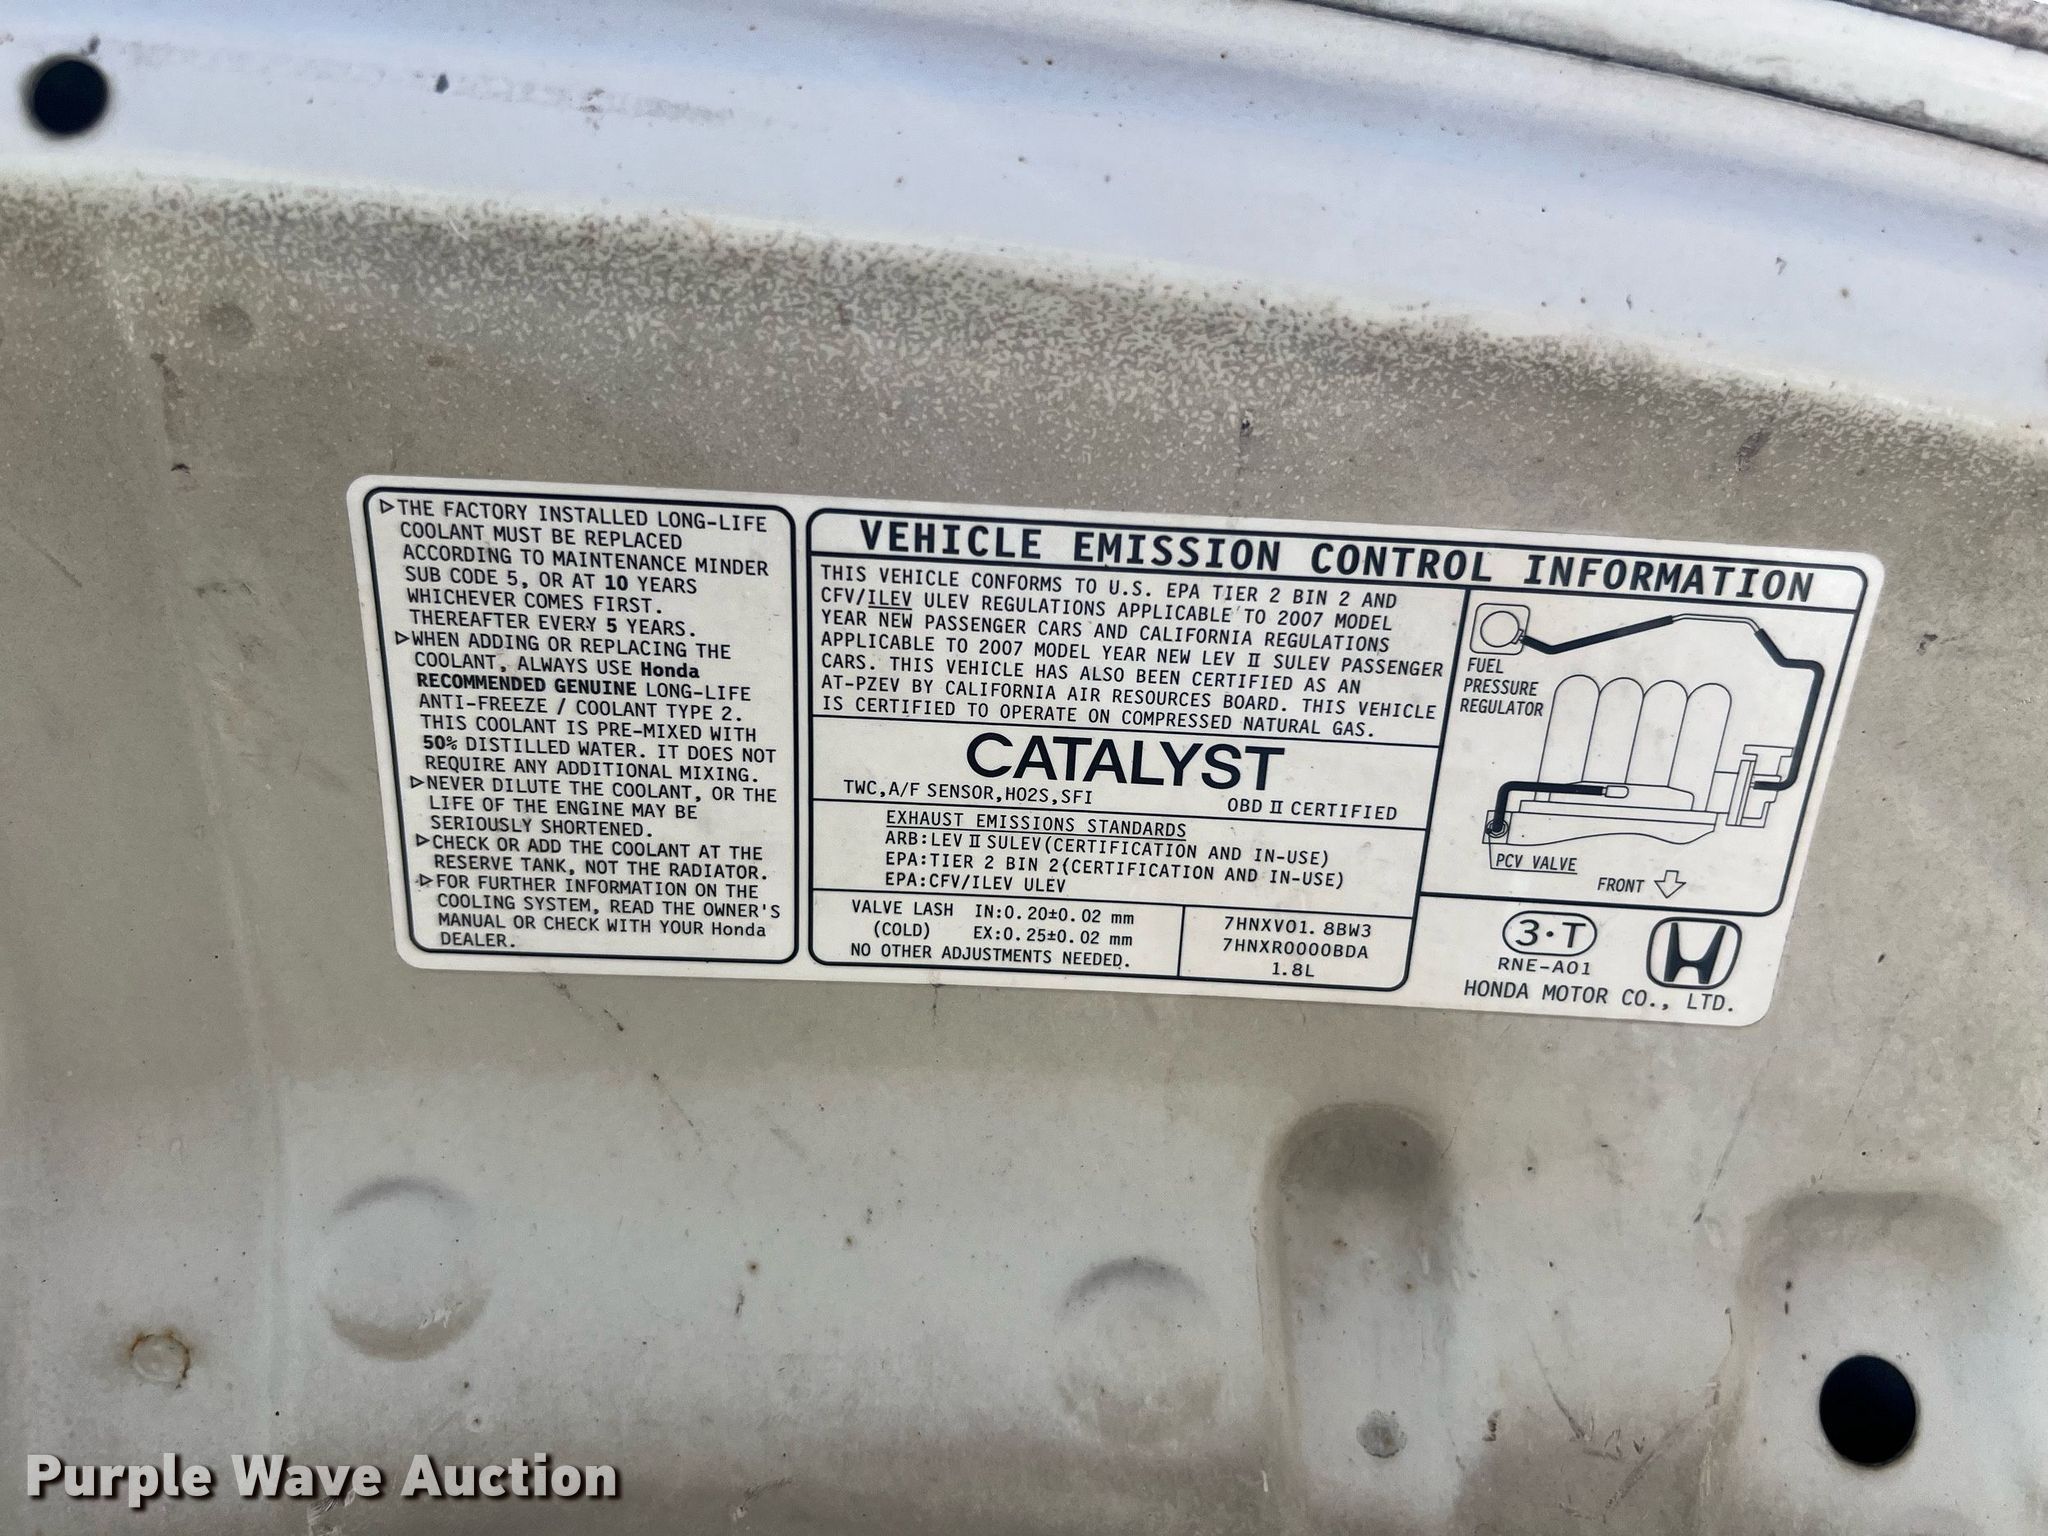 ▷THE FACTORY INSTALLED LONG-LIFE
COOLANT MUST BE REPLACED
ACCORDING TO MAINTENANCE MINDER
SUB CODE 5, OR AT 10 YEARS
WHICHEVER COMES FIRST.
THEREAFTER EVERY 5 YEARS.
▷WHEN ADDING OR REPLACING THE
COOLANT, ALWAYS USE Honda
RECOMMENDED GENUINE LONG-LIFE
ANTI-FREEZE / COOLANT TYPE 2.
THIS COOLANT IS PRE-MIXED WITH
50% DISTILLED WATER. IT DOES NOT
REQUIRE ANY ADDITIONAL MIXING.
▷NEVER DILUTE THE COOLANT, OR THE
LIFE OF THE ENGINE MAY BE
SERIOUSLY SHORTENED.
▷CHECK OR ADD THE COOLANT AT THE
RESERVE TANK, NOT THE RADIATOR.
▷FOR FURTHER INFORMATION ON THE
COOLING SYSTEM, READ THE OWNER'S
MANUAL OR CHECK WITH YOUR Honda
DEALER.
VEHICLE EMISSION CONTROL INFORMATION
THIS VEHICLE CONFORMS TO U.S. EPA TIER 2 BIN 2 AND
CFV/ILEV ULEV REGULATIONS APPLICABLE TO 2007 MODEL
YEAR NEW PASSENGER CARS AND CALIFORNIA REGULATIONS
APPLICABLE TO 2007 MODEL YEAR NEW LEV II SULEV PASSENGER
CARS. THIS VEHICLE HAS ALSO BEEN CERTIFIED AS AN
AT-PZEV BY CALIFORNIA AIR RESOURCES BOARD. THIS VEHICLE
IS CERTIFIED TO OPERATE ON COMPRESSED NATURAL GAS.
CATALYST
TWC,A/F SENSOR,HO2S,SFI OBD II CERTIFIED
EXHAUST EMISSIONS STANDARDS
ARB:LEV II SULEV(CERTIFICATION AND IN-USE)
EPA:TIER 2 BIN 2(CERTIFICATION AND IN-USE)
EPA:CFV/ILEV ULEV
VALVE LASH IN:0.20±0.02 mm
(COLD) EX:0.25±0.02 mm
NO OTHER ADJUSTMENTS NEEDED.
7HNXV01.8BW3
7HNXR0000BDA
1.8L
FUEL
PRESSURE
REGULATOR
PCV VALVE
FRONT
3·T
RNE-A01
HONDA MOTOR CO., LTD.
Purple Wave Auction